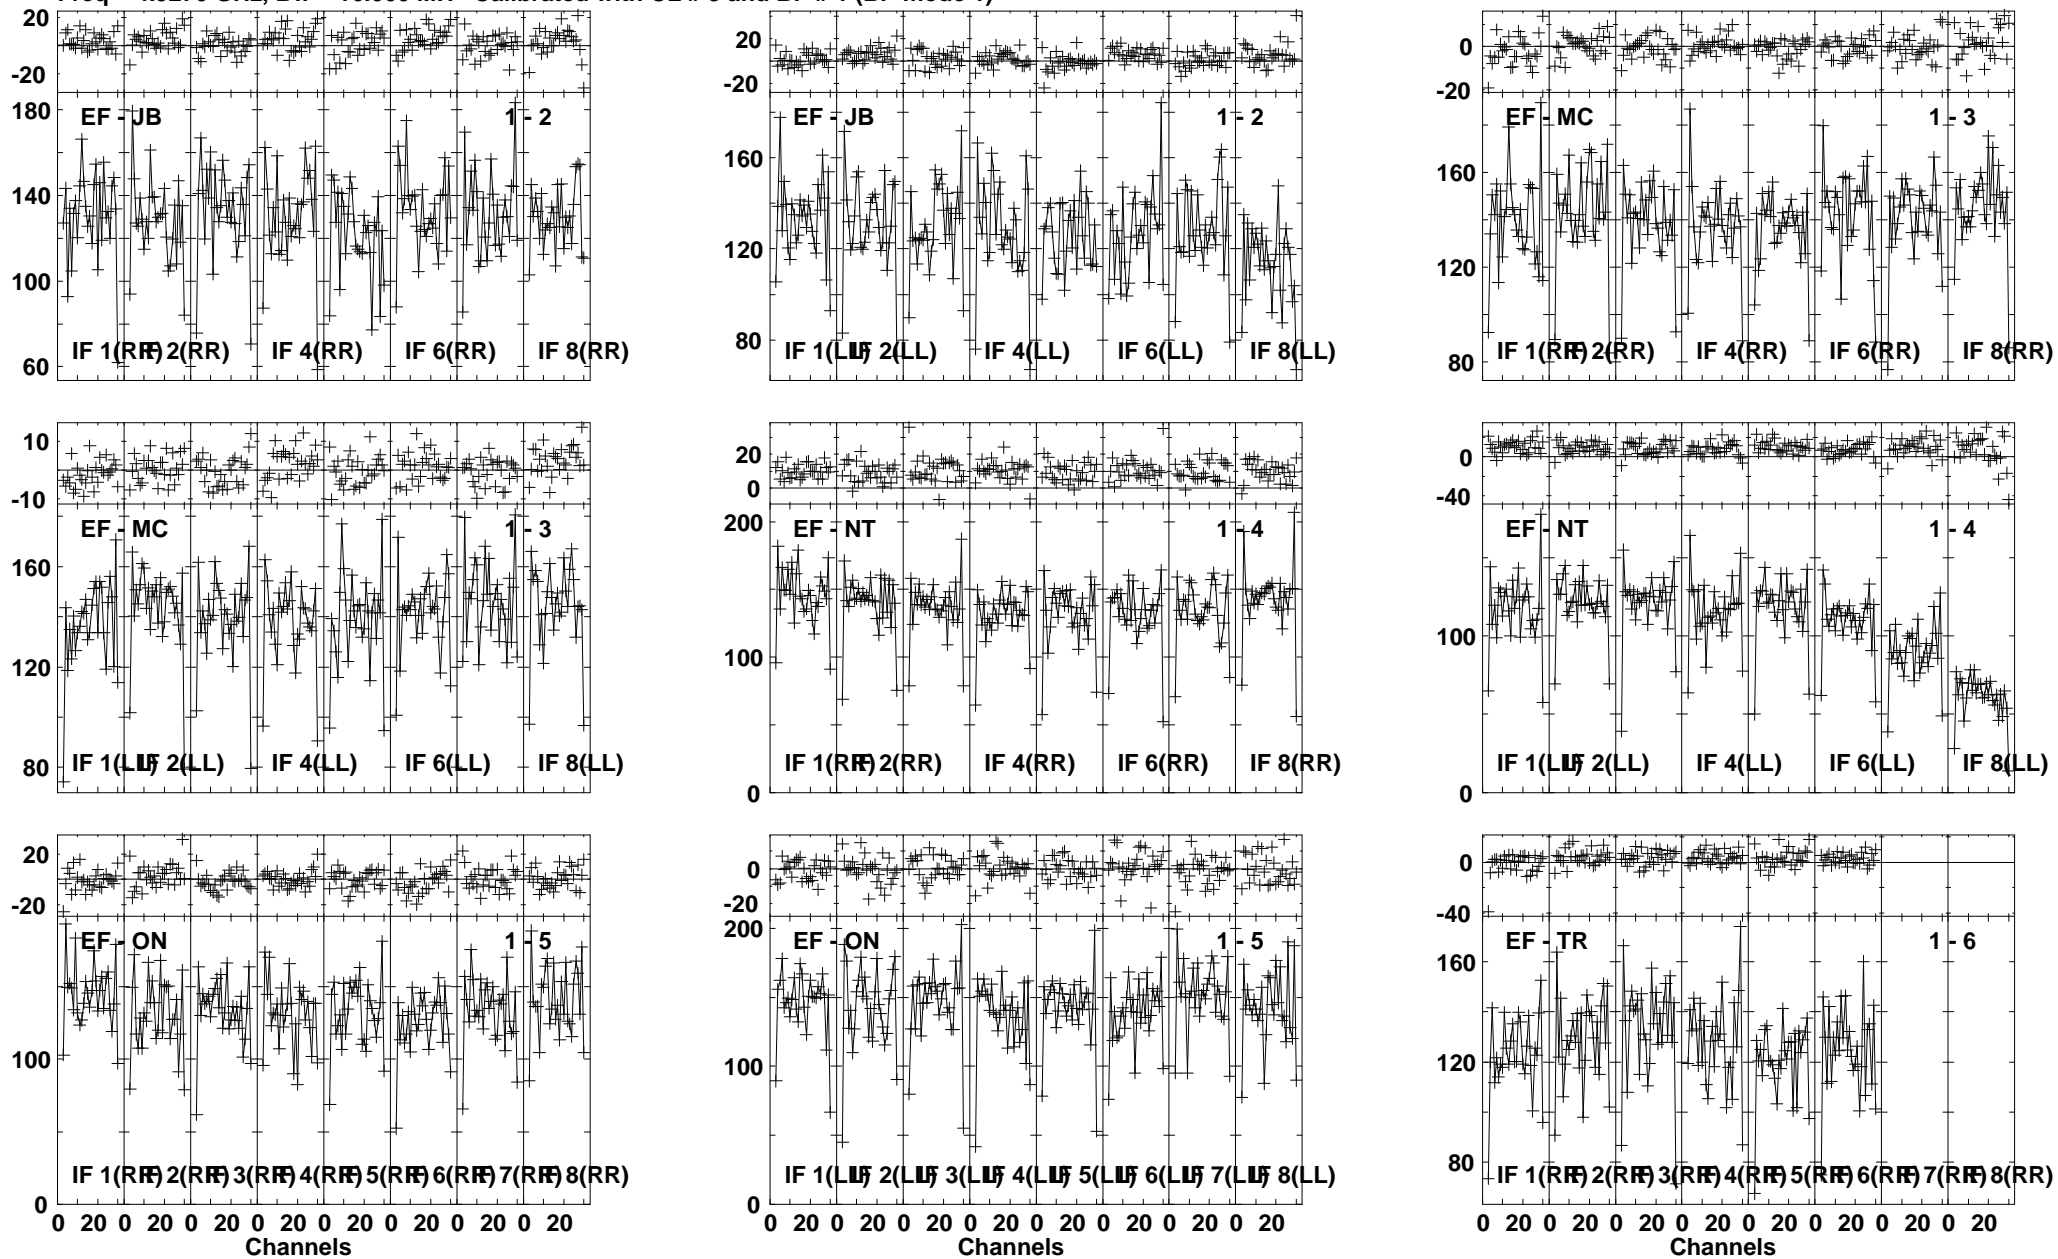 20
-20
180
140
100
60
EF - JB
1 - 2
IF 1(RR)
IF 2(RR)
IF 4(RR)
IF 6(RR)
IF 8(RR)
20
-20
160
120
80
EF - JB
1 - 2
IF 1(LL)
IF 2(LL)
IF 4(LL)
IF 6(LL)
IF 8(LL)
0
-20
160
120
80
EF - MC
1 - 3
IF 1(RR)
IF 2(RR)
IF 4(RR)
IF 6(RR)
IF 8(RR)
10
-10
160
120
80
EF - MC
1 - 3
IF 1(LL)
IF 2(LL)
IF 4(LL)
IF 6(LL)
IF 8(LL)
20
0
200
100
0
EF - NT
1 - 4
IF 1(RR)
IF 2(RR)
IF 4(RR)
IF 6(RR)
IF 8(RR)
0
-40
100
0
EF - NT
1 - 4
IF 1(LL)
IF 2(LL)
IF 4(LL)
IF 6(LL)
IF 8(LL)
20
-20
100
0
EF - ON
1 - 5
IF 1(RR)
IF 2(RR)
IF 3(RR)
IF 4(RR)
IF 5(RR)
IF 6(RR)
IF 7(RR)
IF 8(RR)
0 20 0 20 0 20 0 20 0 20 0 20 0 20 0 20
Channels
0
-20
200
100
0
EF - ON
1 - 5
IF 1(LL)
IF 2(LL)
IF 3(LL)
IF 4(LL)
IF 5(LL)
IF 6(LL)
IF 7(LL)
IF 8(LL)
0 20 0 20 0 20 0 20 0 20 0 20 0 20 0 20
Channels
0
-40
160
120
80
EF - TR
1 - 6
IF 1(RR)
IF 2(RR)
IF 3(RR)
IF 4(RR)
IF 5(RR)
IF 6(RR)
IF 7(RR)
IF 8(RR)
0 20 0 20 0 20 0 20 0 20 0 20 0 20 0 20
Channels